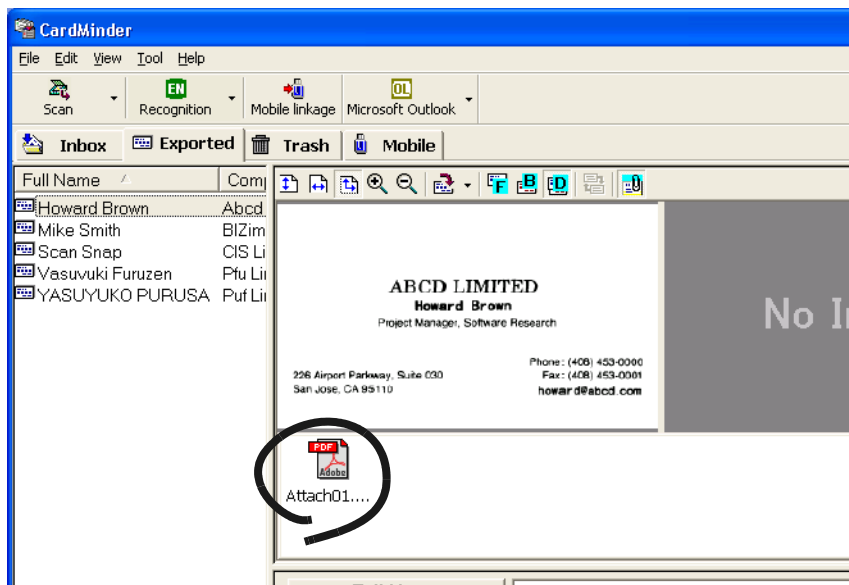 CardMinder
File Edit View Tool Help
EN OL
Scan Recognition Mobile linkage Microsoft Outlook
Inbox Exported Trash Mobile
Full Name Comp
Howard Brown Abcd
Mike Smith BIZim
Scan Snap CIS Li
Vasuvuki Furuzen Pfu Lir
YASUYUKO PURUSA Puf Lir
F B D
ABCD LIMITED
Howard Brown
Project Manager, Software Research
226 Airport Parkway, Suite 030
San Jose, CA 95110
Phone: (408) 453-0000
Fax: (408) 453-0001
howard@abcd.com
No
PDF
Adobe
Attach01....